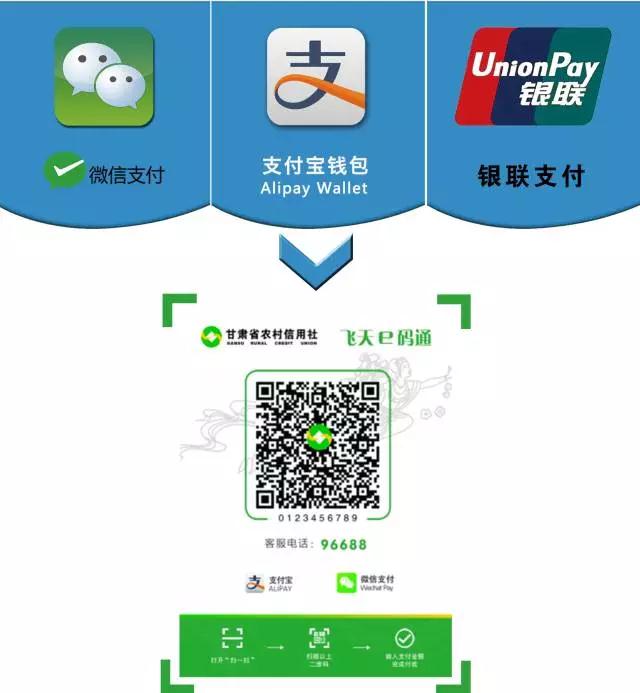 UnionPay
银联
微信支付
支付宝钱包
Alipay Wallet
银联支付
甘肃省农村信用社
GANSU RURAL CREDIT UNION
飞天e码通
0123456789
客服电话：96688
支付宝
ALIPAY
微信支付
Wechat Pay
打开“扫一扫”
扫描以上
二维码
输入支付金额
完成付款